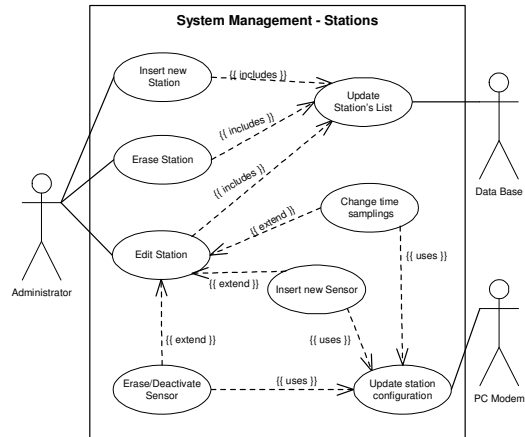 System Management - Stations
Insert new
Station
{{ includes }}
Update
Station's List
{{ includes }}
Erase Station
{{ includes }}
Data Base
Change time
samplings
{{ extend }}
Edit Station
{{ uses }}
Administrator
{{ extend }}
Insert new Sensor
{{ extend }}
{{ uses }}
Erase/Deactivate
Sensor
{{ uses }}
Update station
configuration
PC Modem